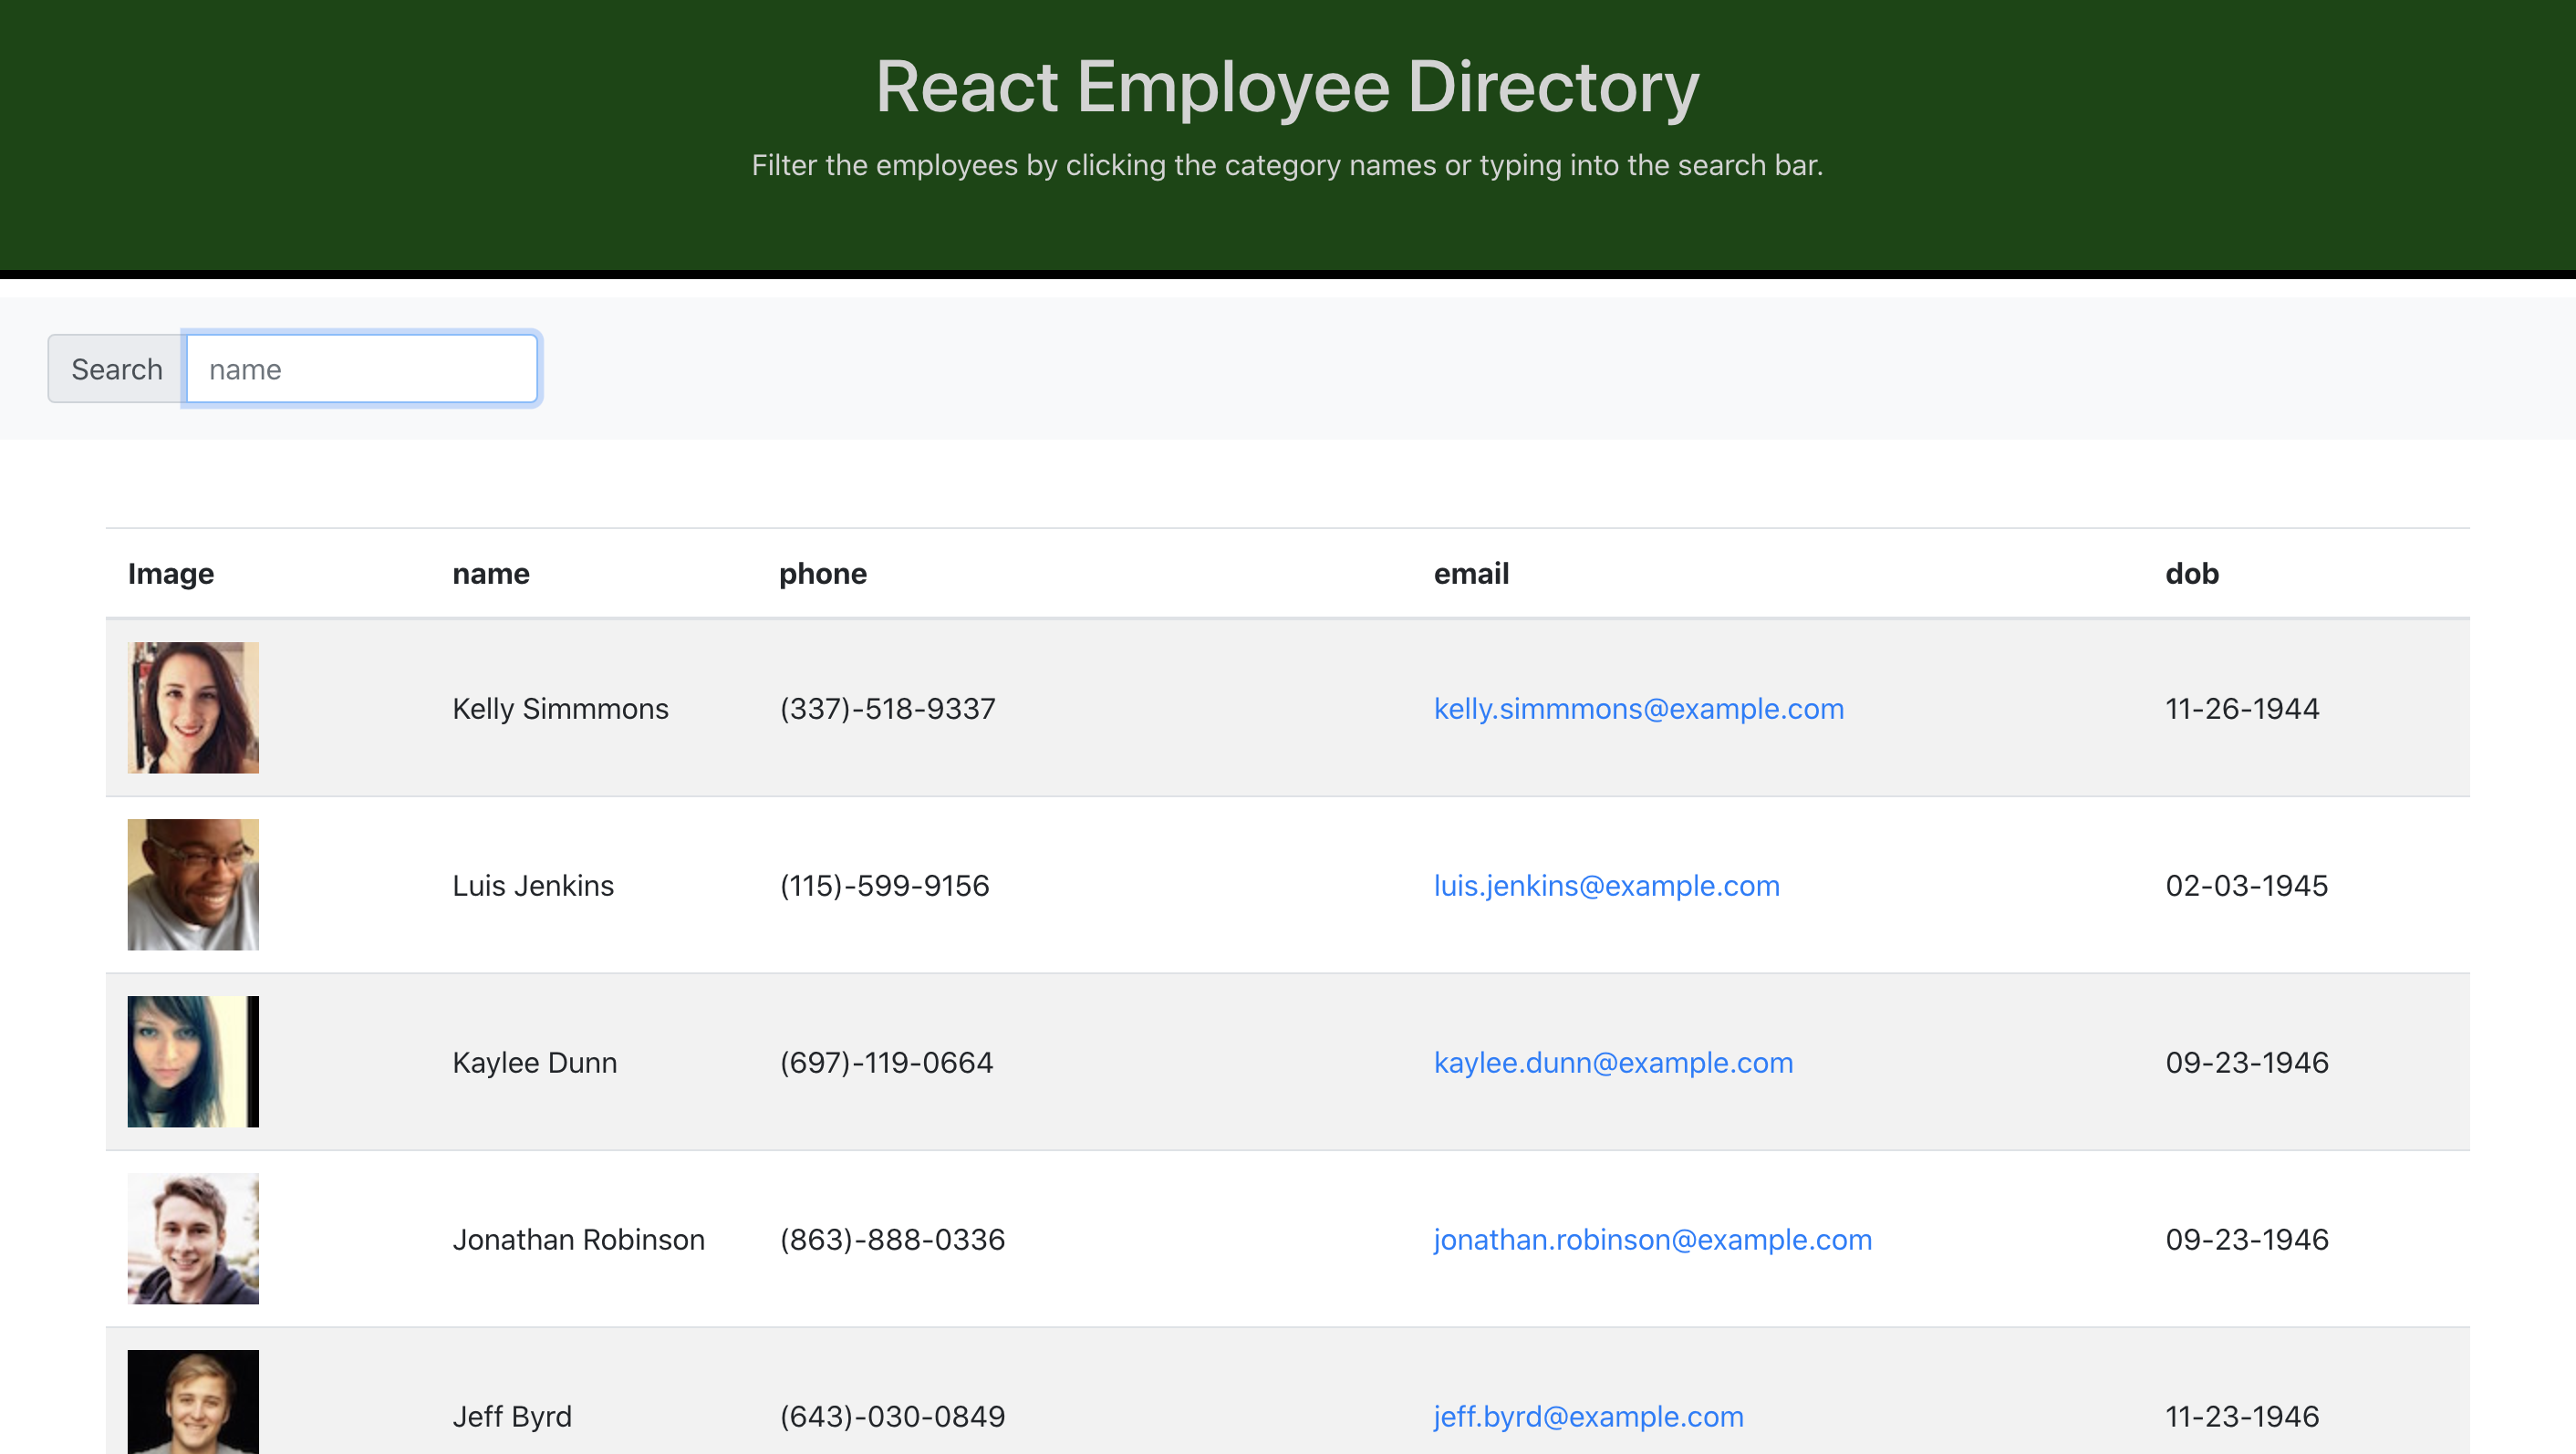 React Employee Directory
Filter the employees by clicking the category names or typing into the search bar.
Search name
Image name phone email dob
Kelly Simmmons (337)-518-9337 kelly.simmmons@example.com 11-26-1944
Luis Jenkins (115)-599-9156 luis.jenkins@example.com 02-03-1945
Kaylee Dunn (697)-119-0664 kaylee.dunn@example.com 09-23-1946
Jonathan Robinson (863)-888-0336 jonathan.robinson@example.com 09-23-1946
Jeff Byrd (643)-030-0849 jeff.byrd@example.com 11-23-1946